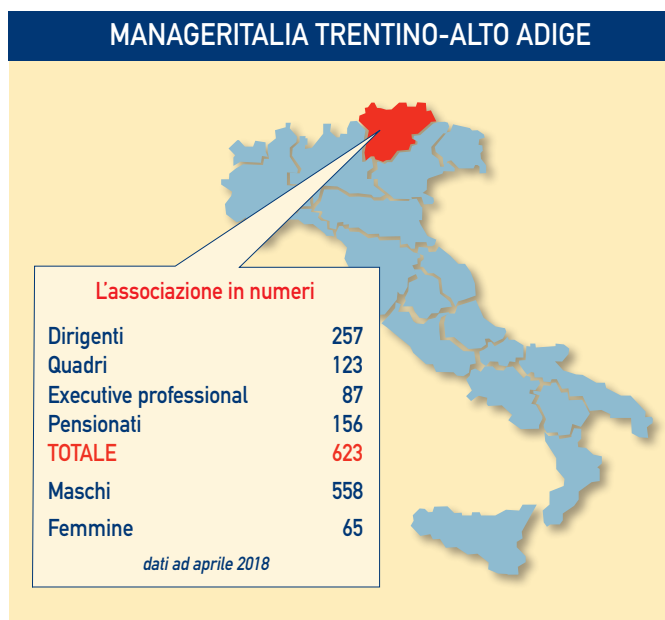 MANAGERITALIA TRENTINO-ALTO ADIGE
L'associazione in numeri
Dirigenti 257
Quadri 123
Executive professional 87
Pensionati 156
TOTALE 623
Maschi 558
Femmine 65
dati ad aprile 2018